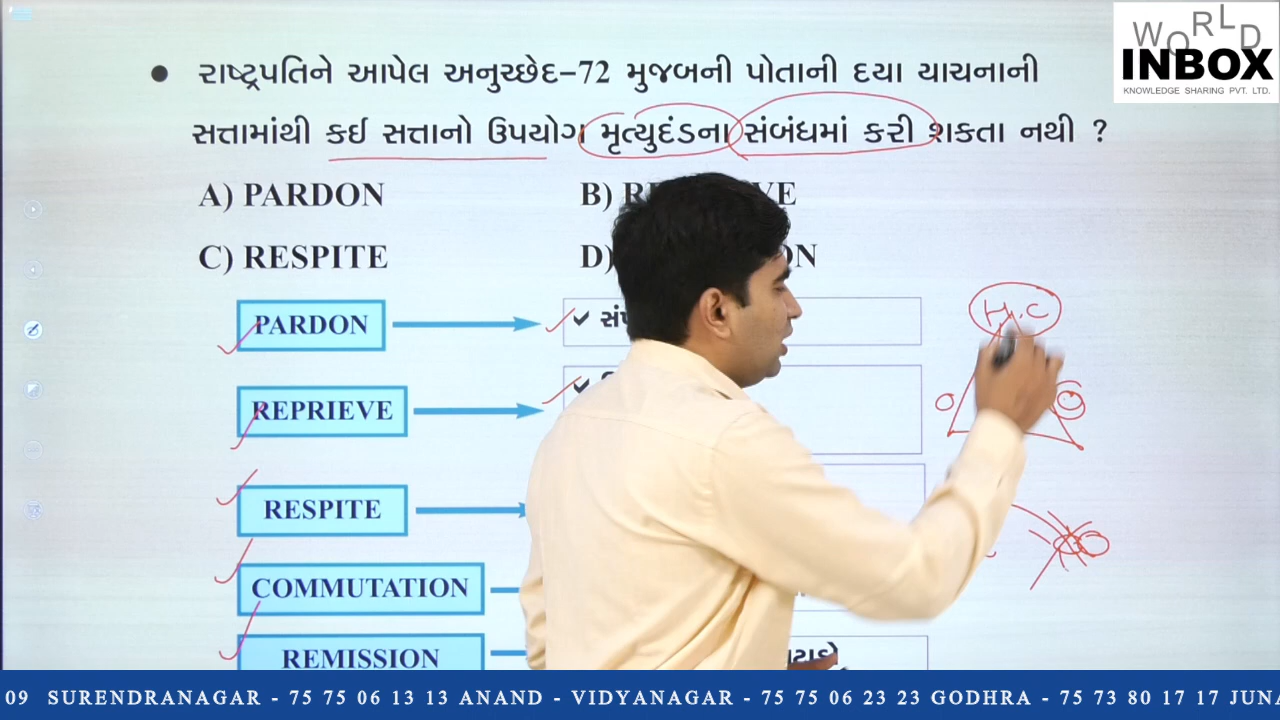 WORLD
INBOX
KNOWLEDGE SHARING PVT. LTD.
● રાષ્ટ્રપતિને આપેલ અનુચ્છેદ-72 મુજબની પોતાની દયા યાચનાની
સત્તામાંથી કઈ સત્તાનો ઉપયોગ મૃત્યુદંડના સંબંધમાં કરી શકતા નથી ?
A) PARDON
B)
C) RESPITE
D)
H.C
PARDON
REPRIEVE
RESPITE
COMMUTATION
REMISSION
09 SURENDRANAGAR - 75 75 06 13 13 ANAND - VIDYANAGAR - 75 75 06 23 23 GODHRA - 75 73 80 17 17